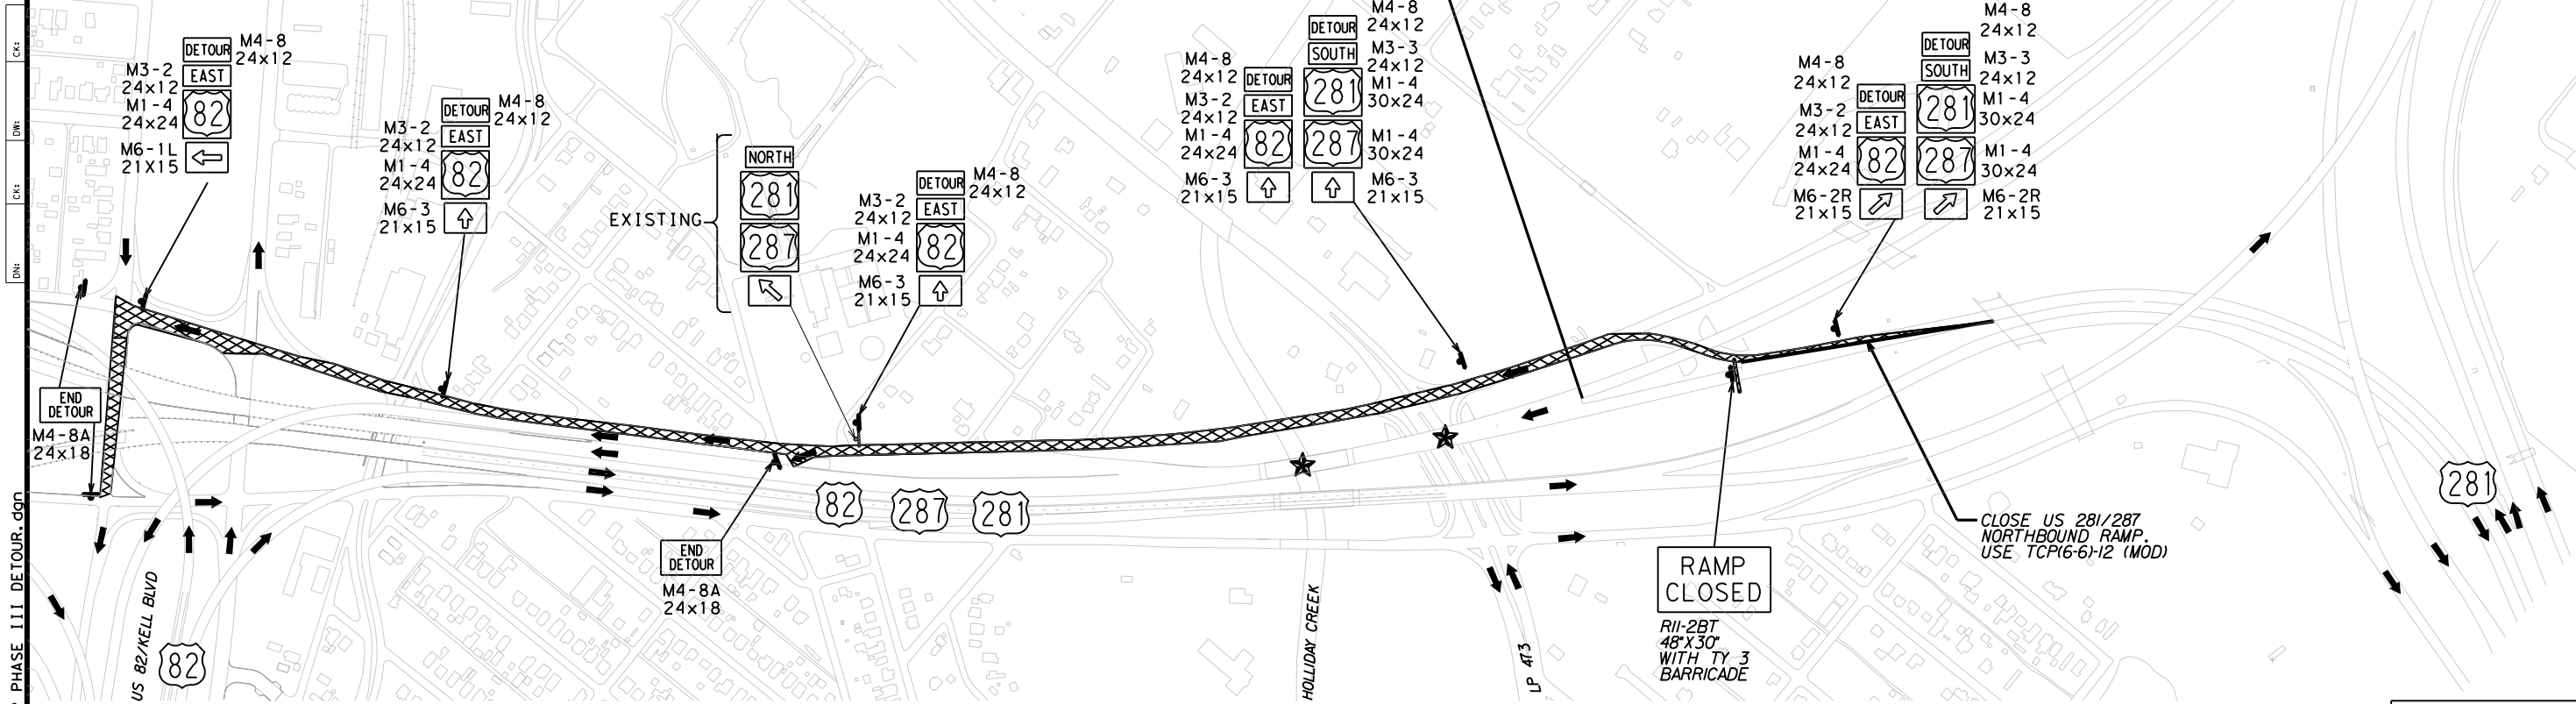 CK:
DW:
CK:
DN:
PHASE III DETOUR.dgn
DETOUR
M4-8
24x12
M3-2
24x12
EAST
M1-4
24x24
82
M6-1L
21X15
DETOUR
M4-8
24x12
M3-2
24x12
EAST
M1-4
24x24
82
M6-3
21x15
EXISTING
NORTH
281
287
DETOUR
M4-8
24x12
M3-2
24x12
EAST
M1-4
24x24
82
M6-3
21x15
M4-8
24x12
DETOUR
M3-2
24x12
EAST
M1-4
24x24
82
M6-3
21x15
M4-8
24x12
DETOUR
SOUTH
M3-3
24x12
281
M1-4
30x24
287
M1-4
30x24
M6-3
21x15
M4-8
24x12
DETOUR
M3-2
24x12
EAST
M1-4
24x24
82
M6-2R
21x15
M4-8
24x12
DETOUR
SOUTH
M3-3
24x12
281
M1-4
30x24
287
M1-4
30x24
M6-2R
21x15
END
DETOUR
M4-8A
24x18
END
DETOUR
M4-8A
24x18
82
287
281
281
CLOSE US 281/287
NORTHBOUND RAMP.
USE TCP(6-6)-12 (MOD)
RAMP
CLOSED
R11-2BT
48"X30"
WITH TY 3
BARRICADE
US 82/KELL BLVD
82
HOLLIDAY CREEK
LP 473